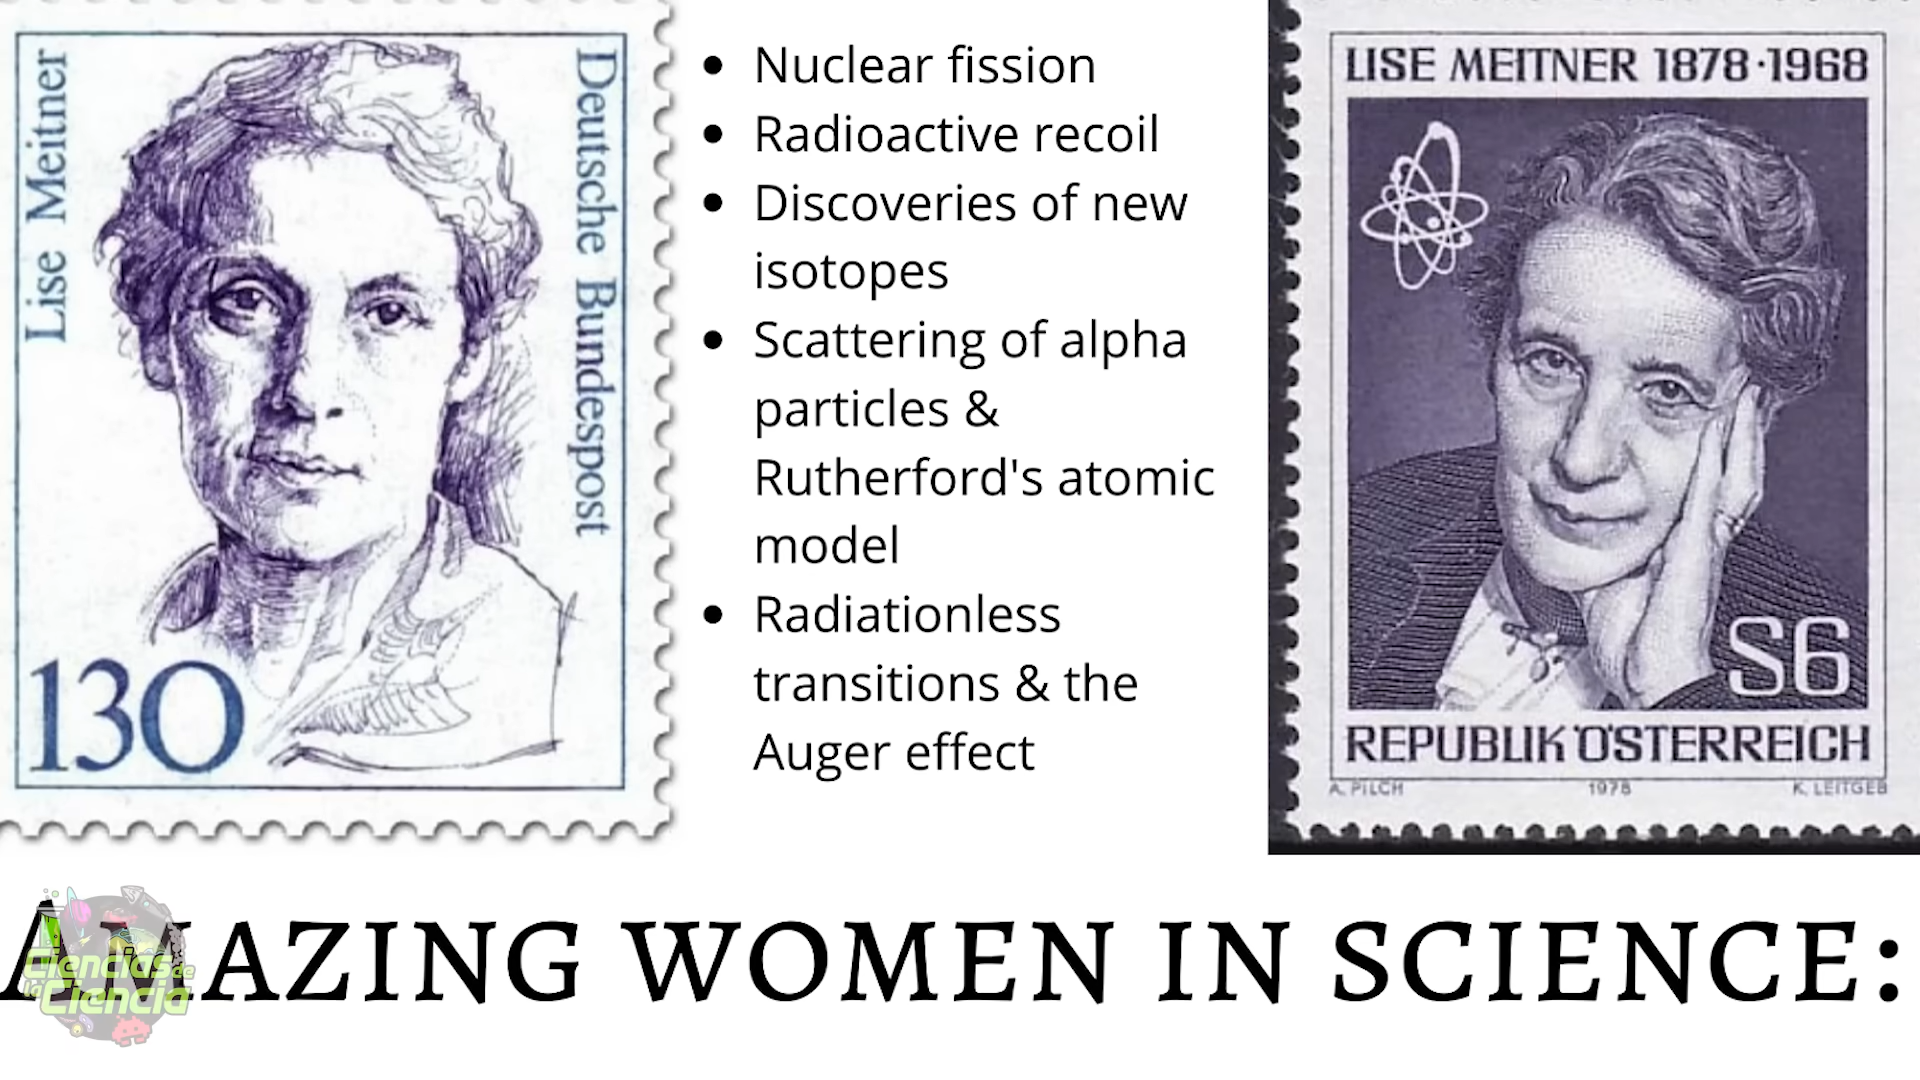 Lise Meitner
Deutsche Bundespost
130
• Nuclear fission
• Radioactive recoil
• Discoveries of new
isotopes
• Scattering of alpha
particles &
Rutherford's atomic
model
• Radiationless
transitions & the
Auger effect
LISE MEITNER 1878·1968
S6
REPUBLIK ÖSTERREICH
A. PILCH 1978 K. LEITGEB
AMAZING WOMEN IN SCIENCE:
Ciencias de
la Ciencia